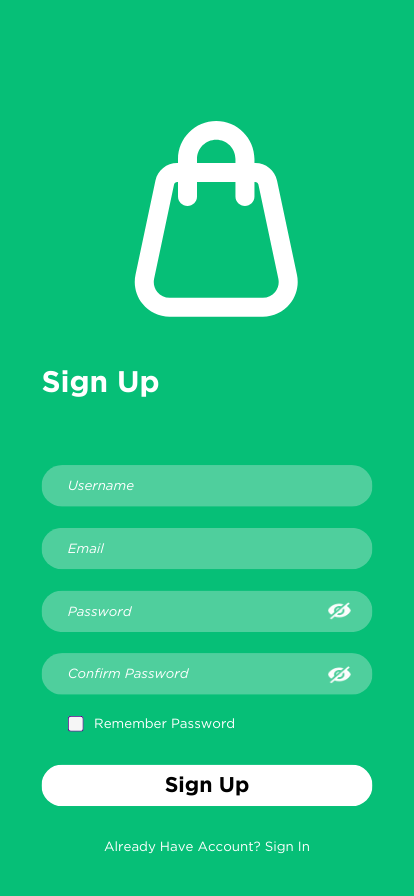 Sign Up
Username
Email
Password
Confirm Password
Remember Password
Sign Up
Already Have Account? Sign In